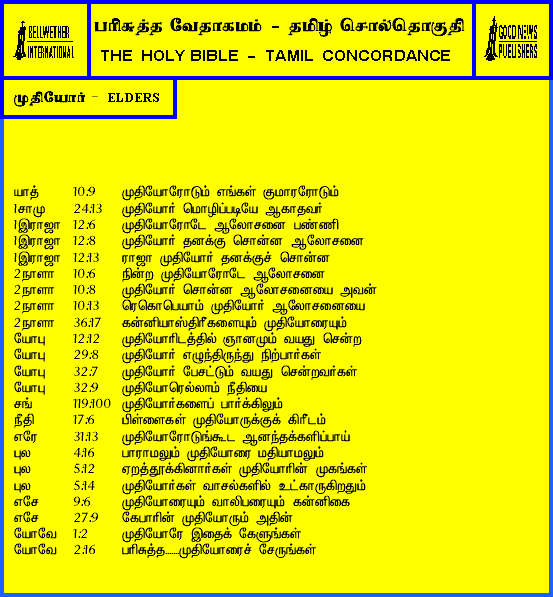 BELLWETHER
INTERNATIONAL
பரிசுத்த வேதாகமம் - தமிழ் சொல்தொகுதி
THE HOLY BIBLE - TAMIL CONCORDANCE
GOOD NEWS
PUBLISHERS
முதியோர் - ELDERS
யாத் 10:9 முதியோரோடும் எங்கள் குமாரரோடும்
1சாமு 24:13 முதியோர் மொழிப்படியே ஆகாதவர்
1இராஜா 12:6 முதியோரோடே ஆலோசனை பண்ணி
1இராஜா 12:8 முதியோர் தனக்கு சொன்ன ஆலோசனை
1இராஜா 12:13 ராஜா முதியோர் தனக்குச் சொன்ன
2நாளா 10:6 நின்ற முதியோரோடே ஆலோசனை
2நாளா 10:8 முதியோர் சொன்ன ஆலோசனையை அவன்
2நாளா 10:13 ரெகொபெயாம் முதியோர் ஆலோசனையை
2நாளா 36:17 கன்னியாஸ்திரீகளையும் முதியோரையும்
யோபு 12:12 முதியோரிடத்தில் ஞானமும் வயது சென்ற
யோபு 29:8 முதியோர் எழுந்திருந்து நிற்பார்கள்
யோபு 32:7 முதியோர் பேசட்டும் வயது சென்றவர்கள்
யோபு 32:9 முதியோரெல்லாம் நீதியை
சங் 119:100 முதியோர்களைப் பார்க்கிலும்
நீதி 17:6 பிள்ளைகள் முதியோருக்குக் கிரீடம்
எரே 31:13 முதியோரோடுங்கூட ஆனந்தக்களிப்பாய்
புல 4:16 பாராமலும் முதியோரை மதியாமலும்
புல 5:12 ஏறத்தூக்கினார்கள் முதியோரின் முகங்கள்
புல 5:14 முதியோர்கள் வாசல்களில் உட்காருகிறதும்
எசே 9:6 முதியோரையும் வாலிபரையும் கன்னிகை
எசே 27:9 கேபாரின் முதியோரும் அதின்
யோவே 1:2 முதியோரே இதைக் கேளுங்கள்
யோவே 2:16 பரிசுத்த.......முதியோரைச் சேருங்கள்